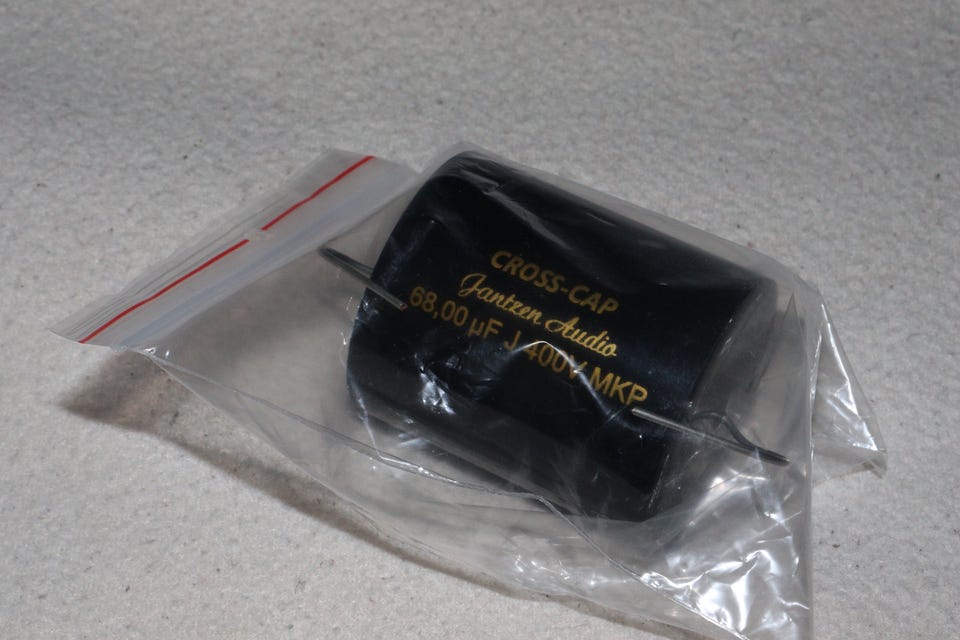 CROSS-CAP
Jantzen Audio
68,00 µF J 400V MKP